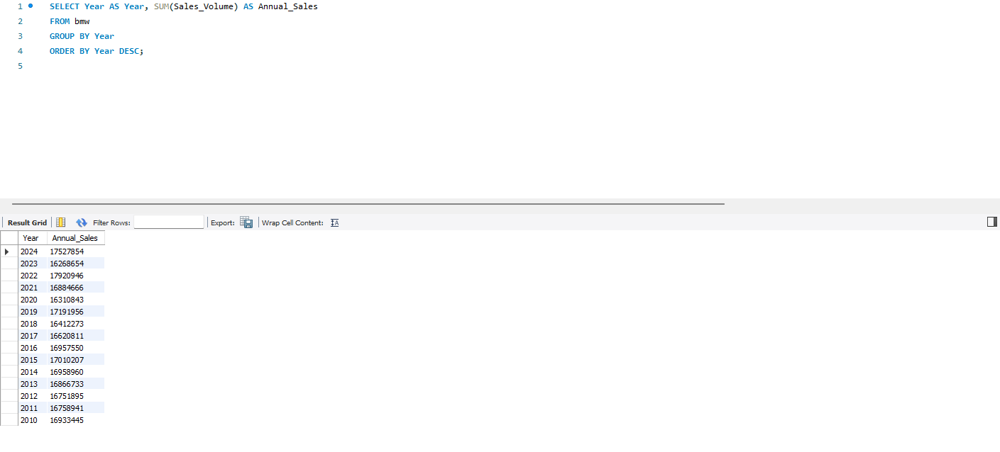 1 SELECT Year AS Year, SUM(Sales_Volume) AS Annual_Sales
2 FROM bmw
3 GROUP BY Year
4 ORDER BY Year DESC;
5
Result Grid Filter Rows: Export: Wrap Cell Content: IA
Year Annual_Sales
2024 17527854
2023 16268654
2022 17920946
2021 16884666
2020 16310843
2019 17191956
2018 16412273
2017 16620811
2016 16957550
2015 17010207
2014 16958960
2013 16866733
2012 16751895
2011 16758941
2010 16933445